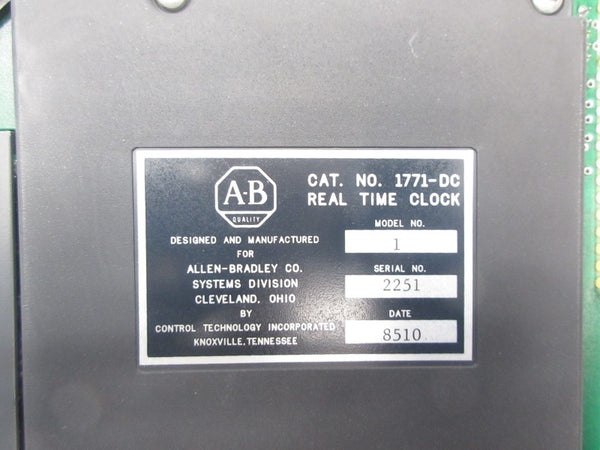 A-B
QUALITY
DESIGNED AND MANUFACTURED
FOR
ALLEN-BRADLEY CO.
SYSTEMS DIVISION
CLEVELAND, OHIO
BY
CONTROL TECHNOLOGY INCORPORATED
KNOXVILLE, TENNESSEE
CAT. NO. 1771-DC
REAL TIME CLOCK
MODEL NO.
1
SERIAL NO.
2251
DATE
8510